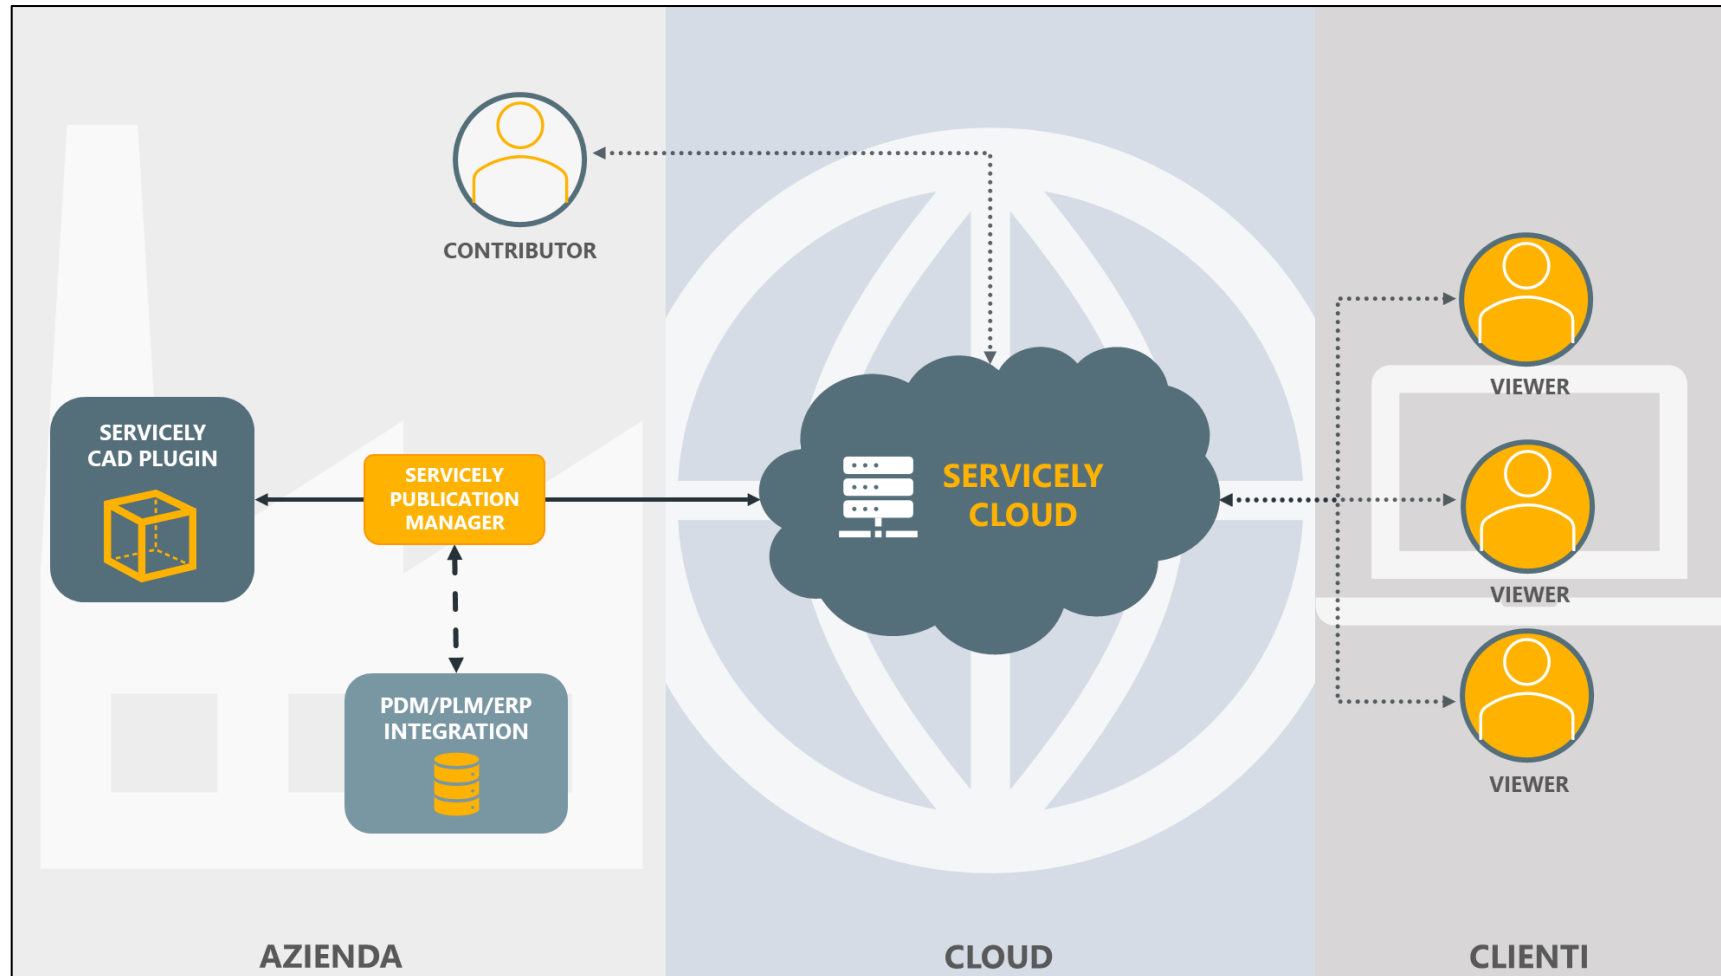 CONTRIBUTOR
SERVICELY
CAD PLUGIN
SERVICELY
PUBLICATION
MANAGER
PDM/PLM/ERP
INTEGRATION
SERVICELY
CLOUD
VIEWER
VIEWER
VIEWER
AZIENDA
CLOUD
CLIENTI